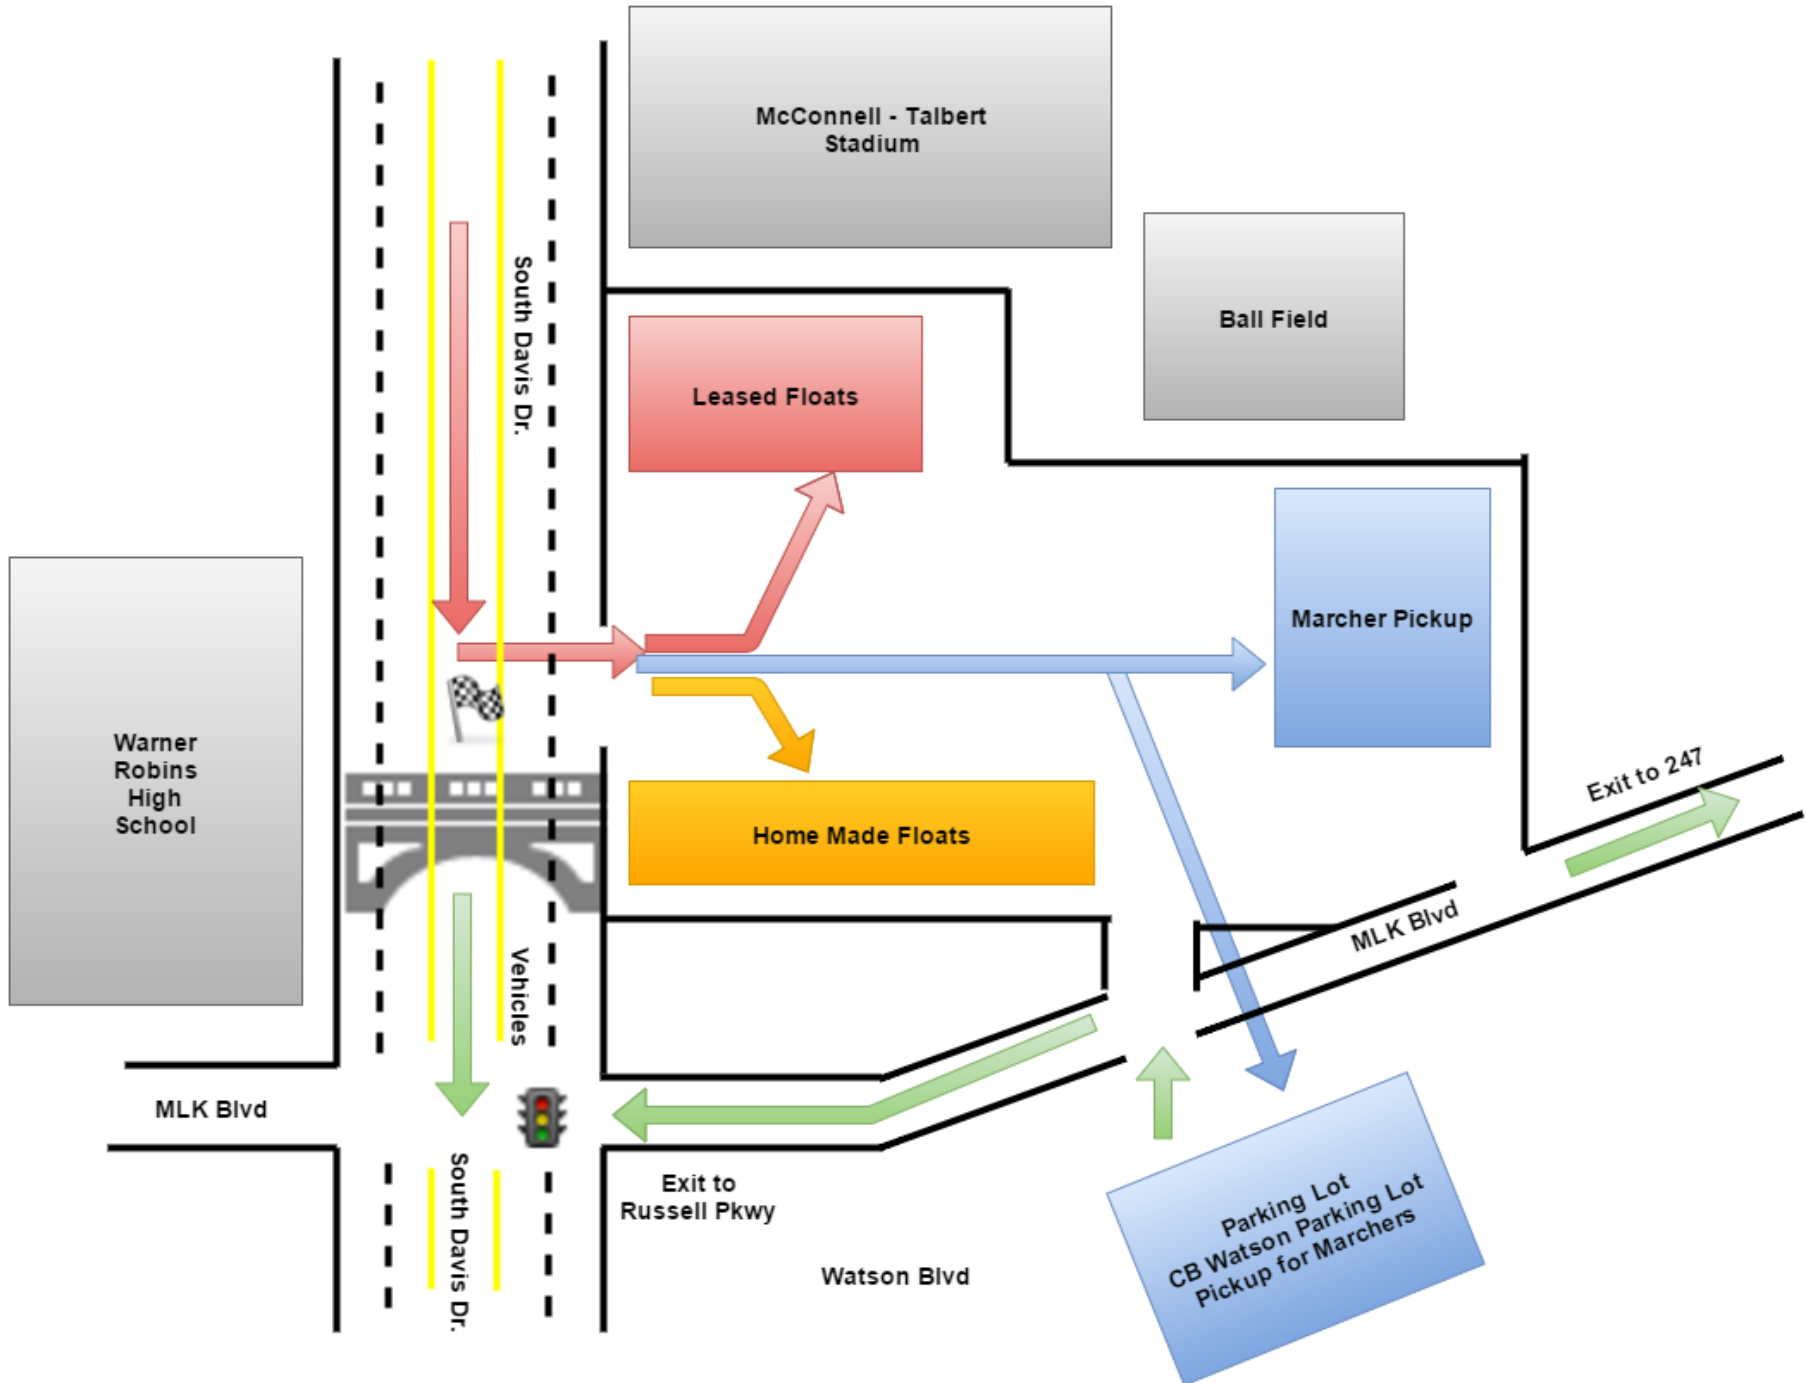 McConnell - Talbert
Stadium
South Davis Dr.
Ball Field
Leased Floats
Marcher Pickup
Warner
Robins
High
School
Home Made Floats
Exit to 247
MLK Blvd
Vehicles
MLK Blvd
South Davis Dr.
Exit to
Russell Pkwy
Watson Blvd
Parking Lot
CB Watson Parking Lot
Pickup for Marchers